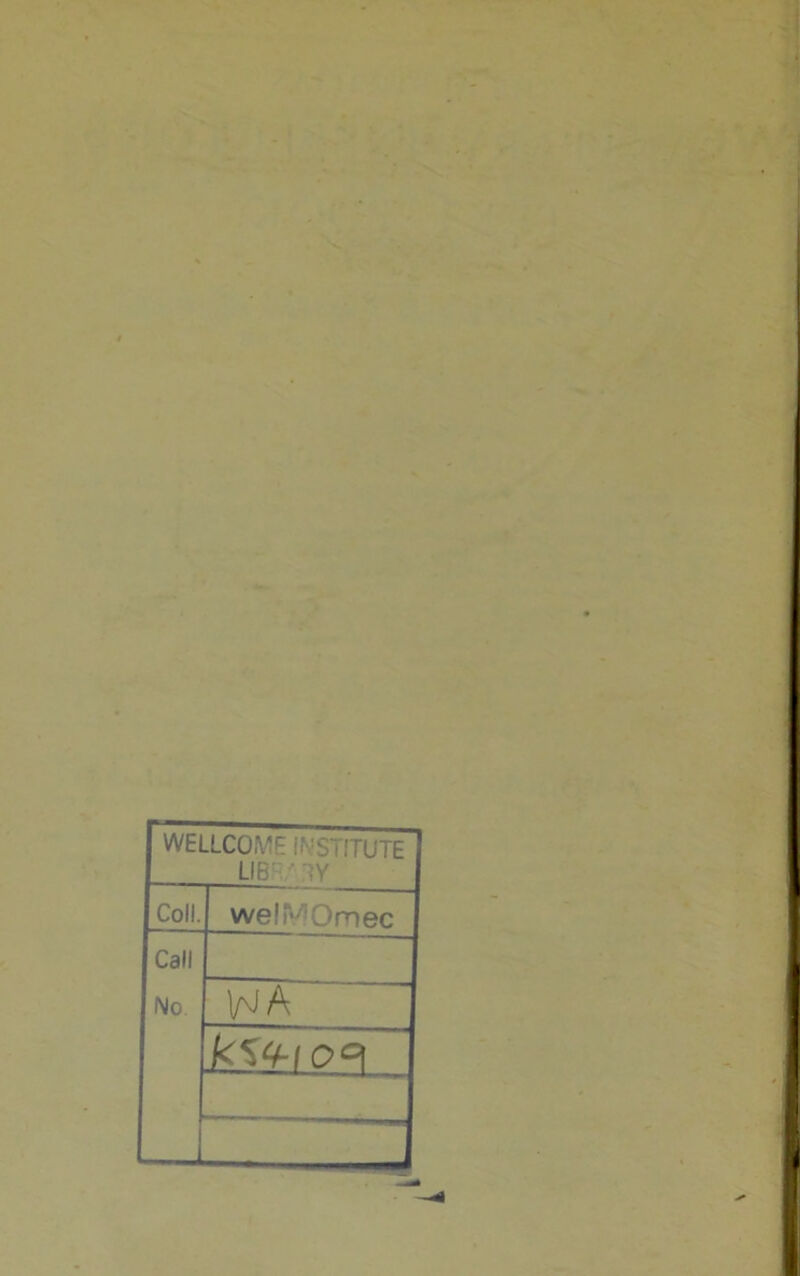 WELLCOME INSTITUTE
LIBRARY
Coll. welMOmec
Call
No. WA
K54109